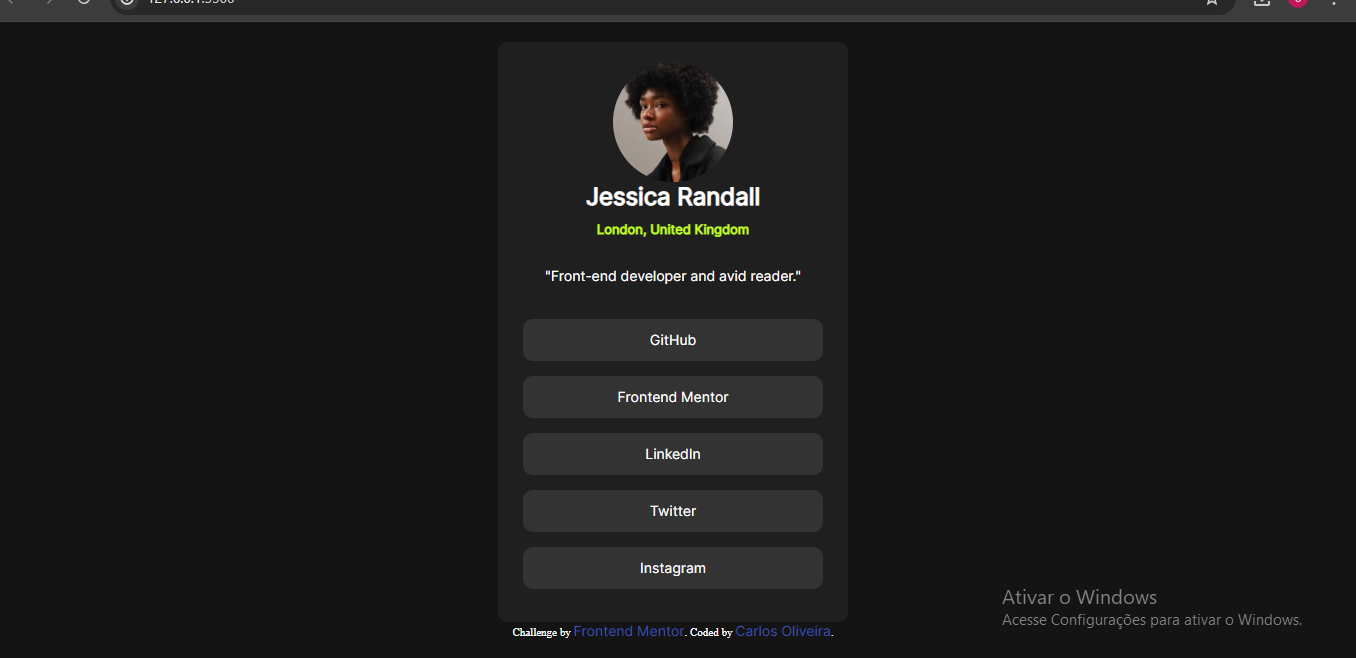 Jessica Randall
London, United Kingdom
"Front-end developer and avid reader."
GitHub
Frontend Mentor
LinkedIn
Twitter
Instagram
Challenge by Frontend Mentor. Coded by Carlos Oliveira.
Ativar o Windows
Acesse Configurações para ativar o Windows.